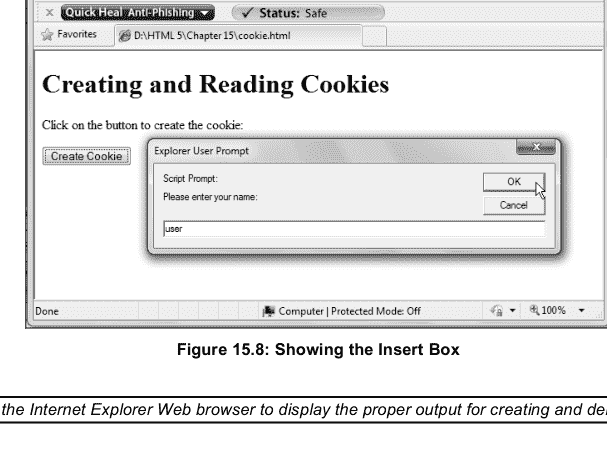 x Quick Heal Anti-Phishing Status: Safe
Favorites D:\HTML 5\Chapter 15\cookie.html
Creating and Reading Cookies
Click on the button to create the cookie:
Create Cookie
Explorer User Prompt
Script Prompt:
OK
Please enter your name:
Cancel
user
Done Computer | Protected Mode: Off 100%
Figure 15.8: Showing the Insert Box
the Internet Explorer Web browser to display the proper output for creating and de